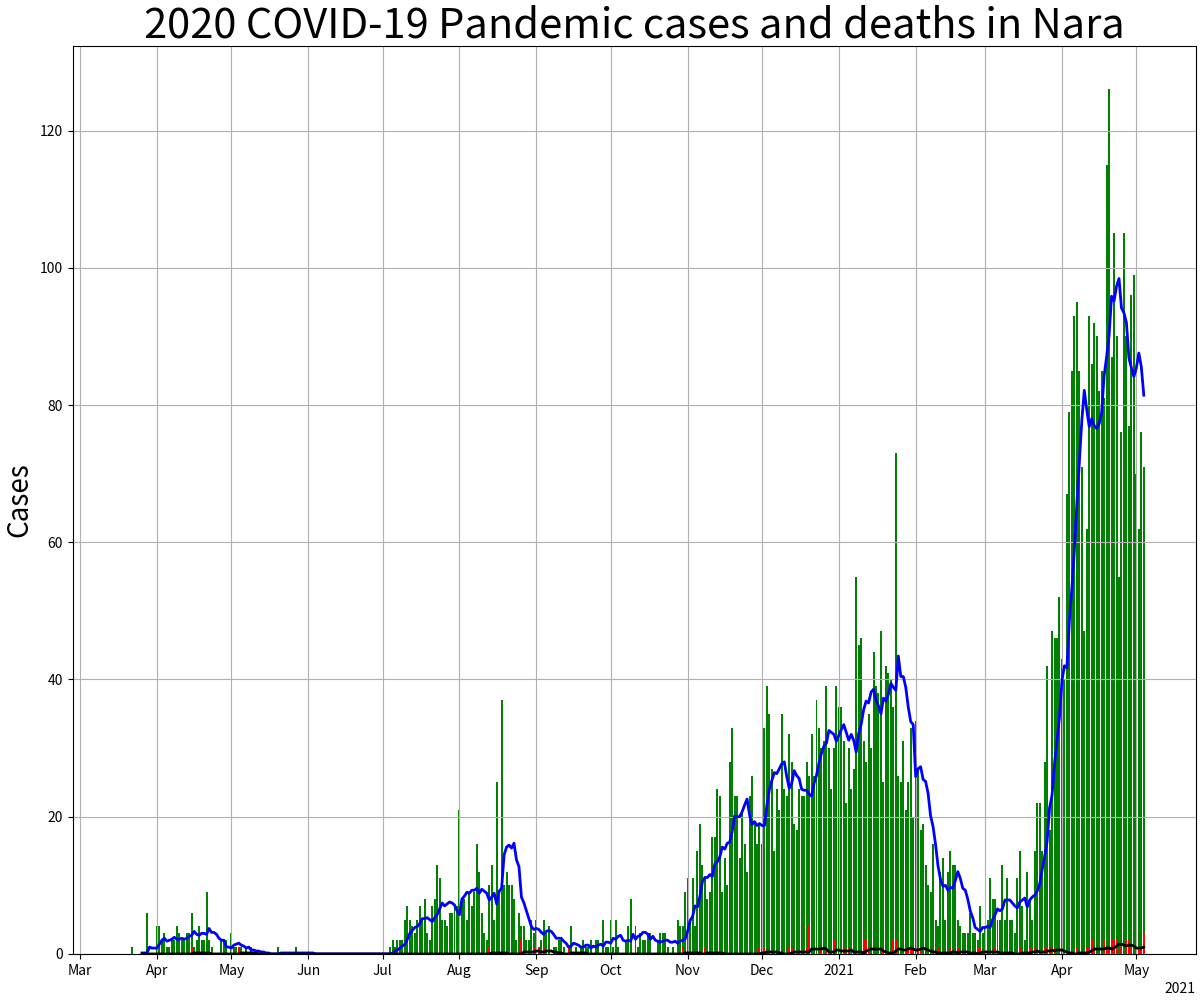 2020 COVID-19 Pandemic cases and deaths in Nara
120
100
80
60
40
20
0
Cases
Mar Apr May Jun Jul Aug Sep Oct Nov Dec 2021 Feb Mar Apr May
2021